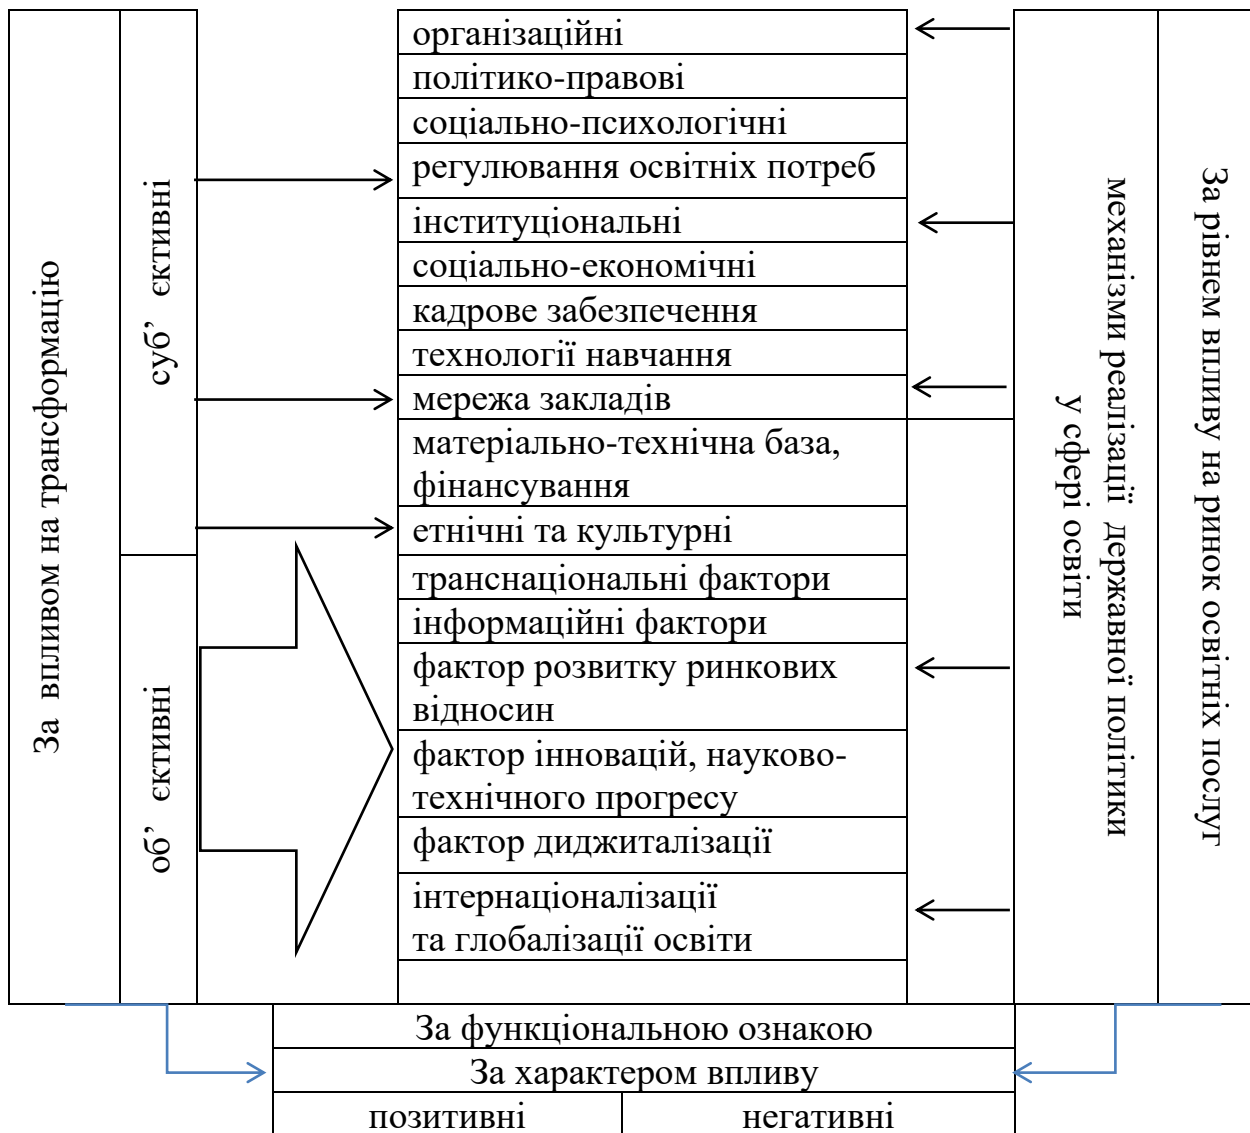 За впливом на трансформацію
суб’ єктивні
об’ єктивні
організаційні
політико-правові
соціально-психологічні
регулювання освітніх потреб
інституціональні
соціально-економічні
кадрове забезпечення
технології навчання
мережа закладів
матеріально-технічна база,
фінансування
етнічні та культурні
транснаціональні фактори
інформаційні фактори
фактор розвитку ринкових
відносин
фактор інновацій, науково-
технічного прогресу
фактор диджиталізації
інтернаціоналізації
та глобалізації освіти
механізми реалізації державної політики
у сфері освіти
За рівнем впливу на ринок освітніх послуг
За функціональною ознакою
За характером впливу
позитивні негативні